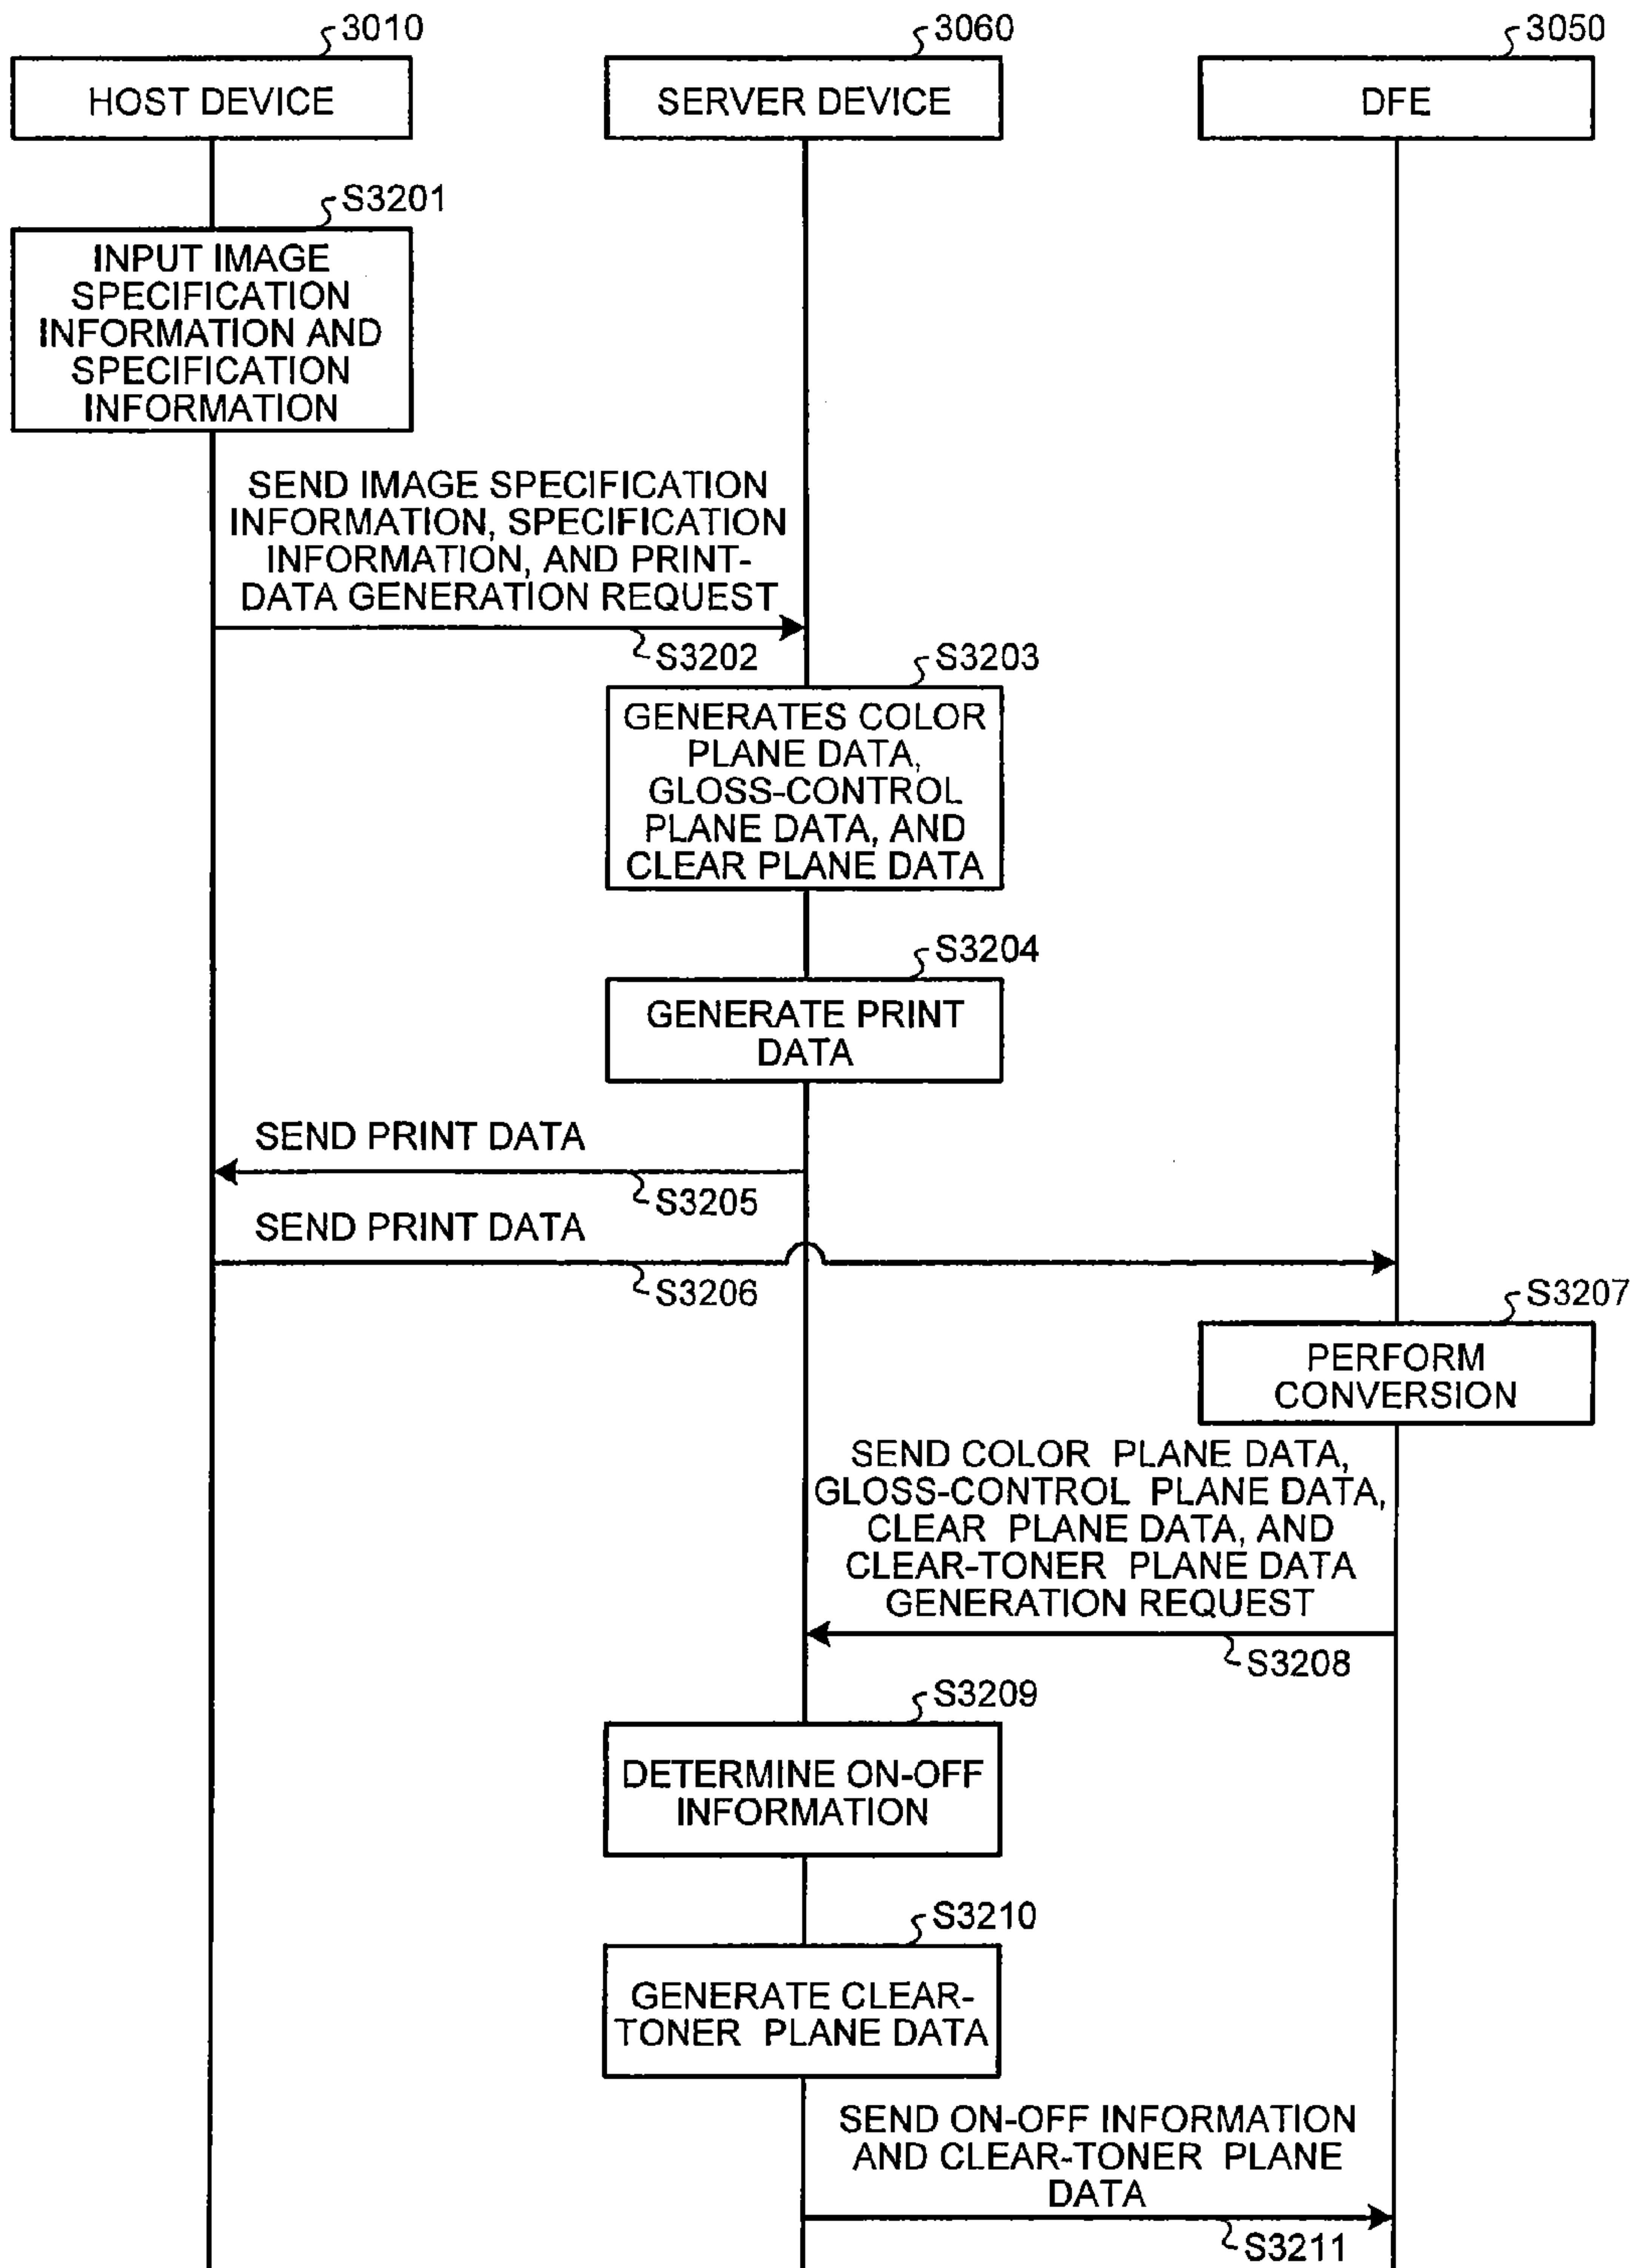 3010
3060
3050
HOST DEVICE
SERVER DEVICE
DFE
S3201
INPUT IMAGE
SPECIFICATION
INFORMATION AND
SPECIFICATION
INFORMATION
SEND IMAGE SPECIFICATION
INFORMATION, SPECIFICATION
INFORMATION, AND PRINT-
DATA GENERATION REQUEST
S3202
S3203
GENERATES COLOR
PLANE DATA,
GLOSS-CONTROL
PLANE DATA, AND
CLEAR PLANE DATA
S3204
GENERATE PRINT
DATA
SEND PRINT DATA
S3205
SEND PRINT DATA
S3206
S3207
PERFORM
CONVERSION
SEND COLOR PLANE DATA,
GLOSS-CONTROL PLANE DATA,
CLEAR PLANE DATA, AND
CLEAR-TONER PLANE DATA
GENERATION REQUEST
S3208
S3209
DETERMINE ON-OFF
INFORMATION
S3210
GENERATE CLEAR-
TONER PLANE DATA
SEND ON-OFF INFORMATION
AND CLEAR-TONER PLANE
DATA
S3211